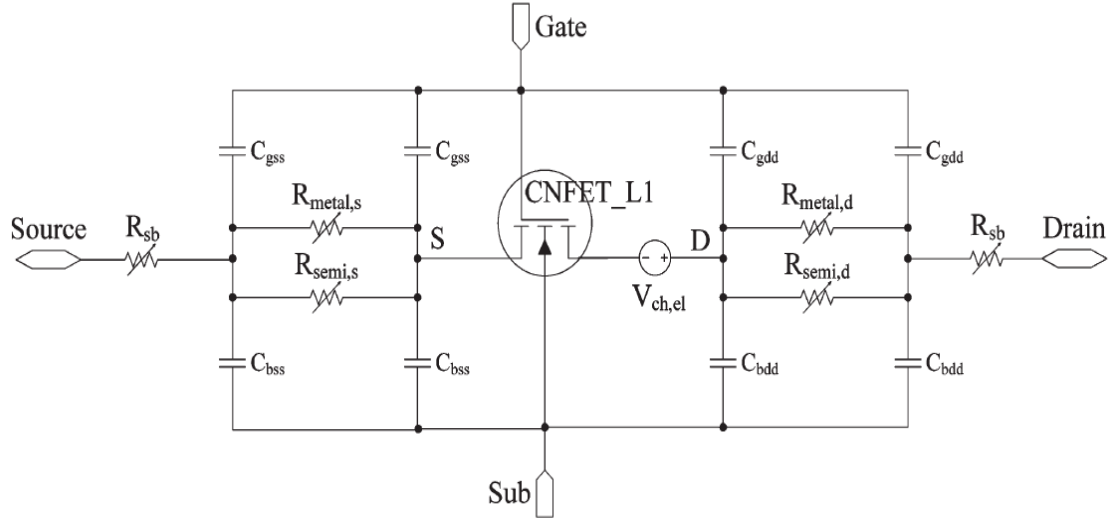 Gate
C_gss
C_gss
C_gdd
C_gdd
CNFET_L1
R_metal,s
R_metal,d
Source
R_sb
S
D
R_sb
Drain
R_semi,s
R_semi,d
V_ch,el
C_bss
C_bss
C_bdd
C_bdd
Sub